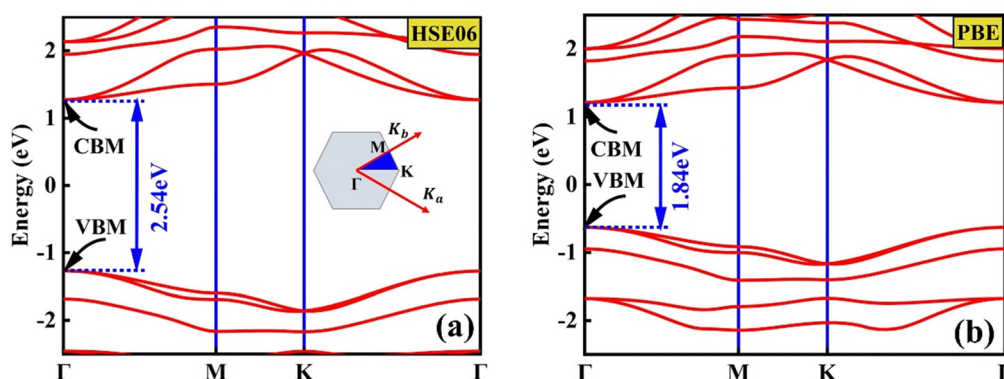 HSE06
Energy (eV)
2
1
0
-1
-2
CBM
VBM
2.54eV
K_b
M
K
Γ
K_a
(a)
Γ
M
K
Γ
PBE
Energy (eV)
2
1
0
-1
-2
CBM
VBM
1.84eV
(b)
Γ
M
K
Γ